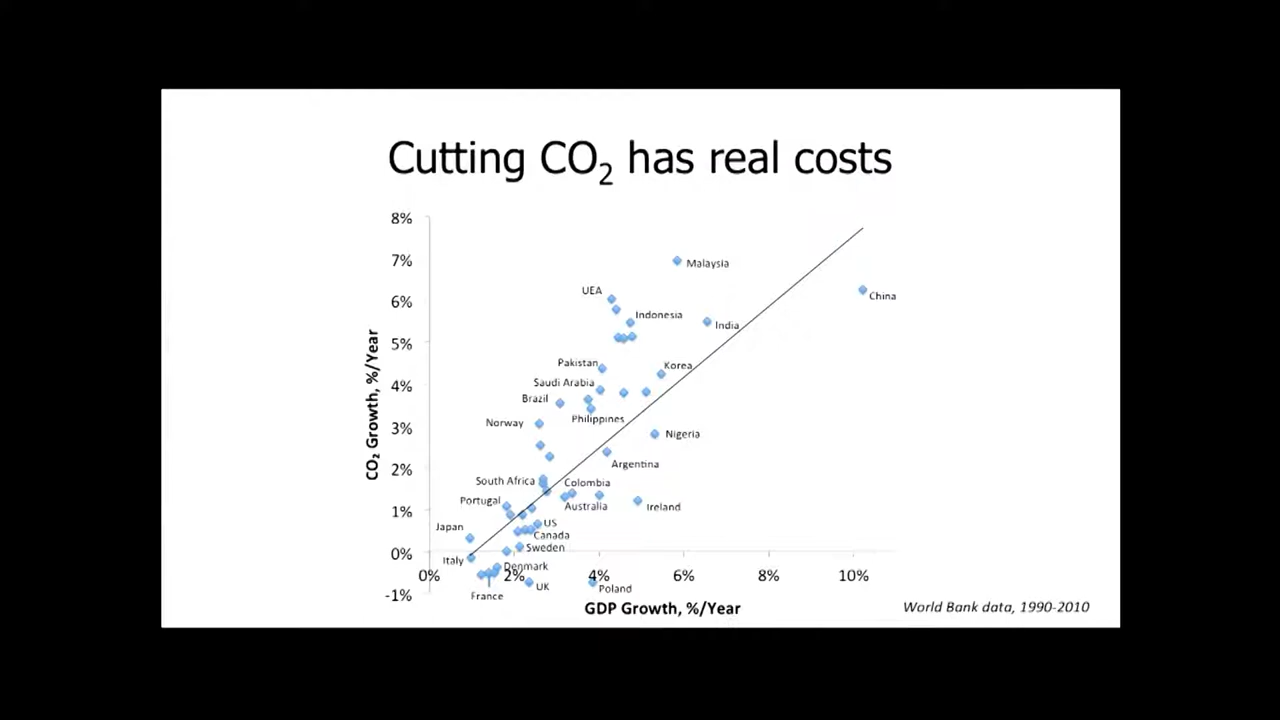 Cutting CO₂ has real costs
8%
7%
Malaysia
UEA
6%
China
Indonesia
India
5%
Pakistan
Korea
4%
Saudi Arabia
Brazil
Philippines
Norway
3%
Nigeria
2%
Argentina
South Africa
Colombia
Portugal
1%
Australia
Ireland
Japan
US
Canada
0%
Sweden
Italy
Denmark
-1%
France
UK
Poland
0%
2%
4%
6%
8%
10%
CO₂ Growth, %/Year
GDP Growth, %/Year
World Bank data, 1990-2010